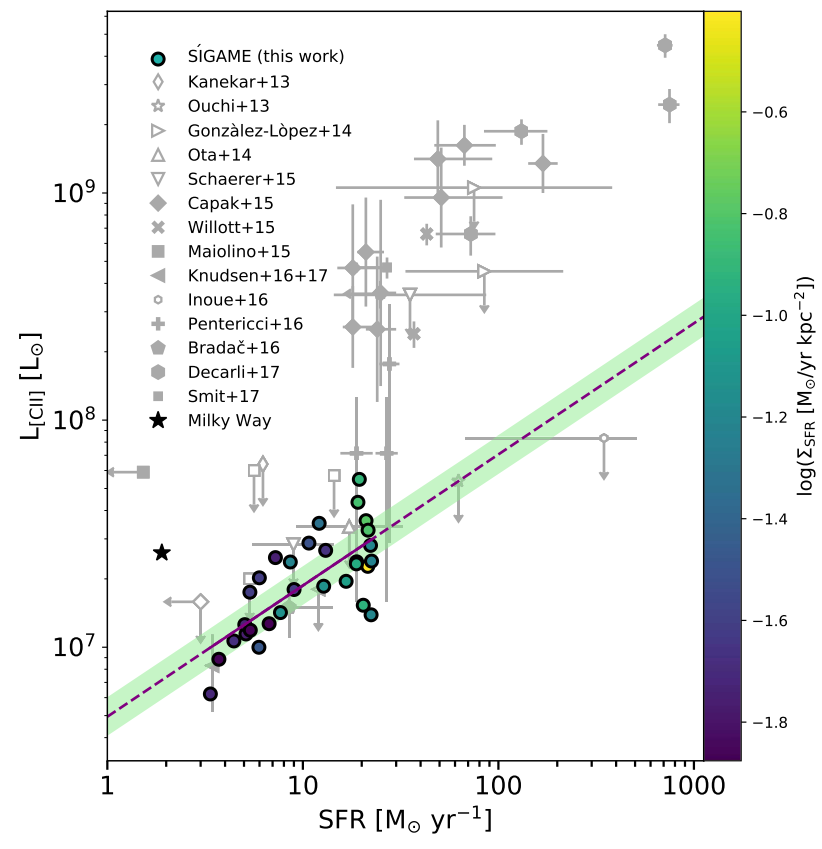 SÍGAME (this work)
Kanekar+13
Ouchi+13
Gonzàlez-Lòpez+14
Ota+14
Schaerer+15
Capak+15
Willott+15
Maiolino+15
Knudsen+16+17
Inoue+16
Pentericci+16
Bradač+16
Decarli+17
Smit+17
Milky Way
10⁹
10⁸
10⁷
L[CII] [L⊙]
1
10
100
1000
SFR [M⊙ yr⁻¹]
−0.6
−0.8
−1.0
−1.2
−1.4
−1.6
−1.8
log(ΣSFR [M⊙/yr kpc⁻²])